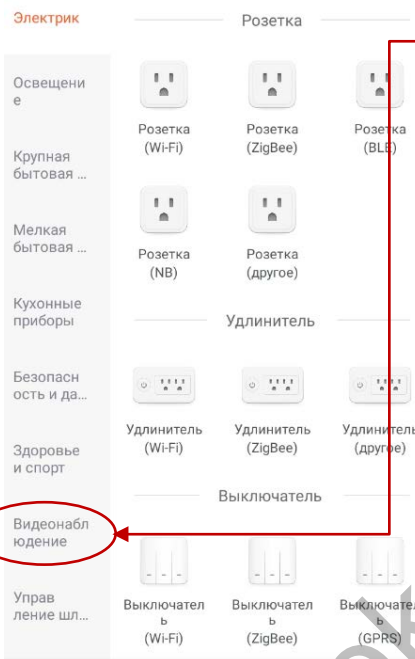 Электрик
Освещени
е
Крупная
бытовая ...
Мелкая
бытовая ...
Кухонные
приборы
Безопасн
ость и да...
Здоровье
и спорт
Видеонабл
юдение
Управ
ление шл...
Розетка
Розетка
(Wi-Fi)
Розетка
(ZigBee)
Розетка
(BLE)
Розетка
(NB)
Розетка
(другое)
Удлинитель
Удлинитель
(Wi-Fi)
Удлинитель
(ZigBee)
Удлинитель
(другое)
Выключатель
Выключател
ь
(Wi-Fi)
Выключател
ь
(ZigBee)
Выключател
ь
(GPRS)